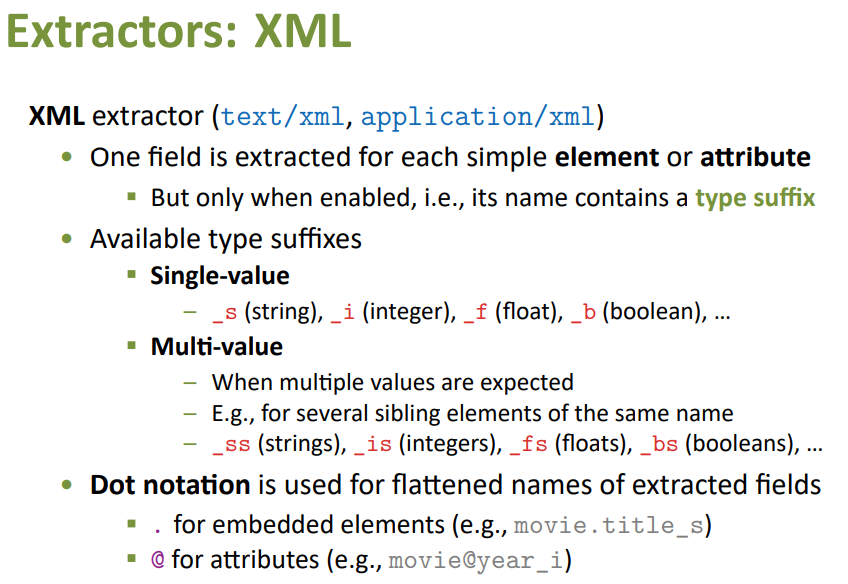 Extractors: XML
XML extractor (text/xml, application/xml)
• One field is extracted for each simple element or attribute
▪ But only when enabled, i.e., its name contains a type suffix
• Available type suffixes
▪ Single-value
– _s (string), _i (integer), _f (float), _b (boolean), …
▪ Multi-value
– When multiple values are expected
– E.g., for several sibling elements of the same name
– _ss (strings), _is (integers), _fs (floats), _bs (booleans), …
• Dot notation is used for flattened names of extracted fields
▪ . for embedded elements (e.g., movie.title_s)
▪ @ for attributes (e.g., movie@year_i)